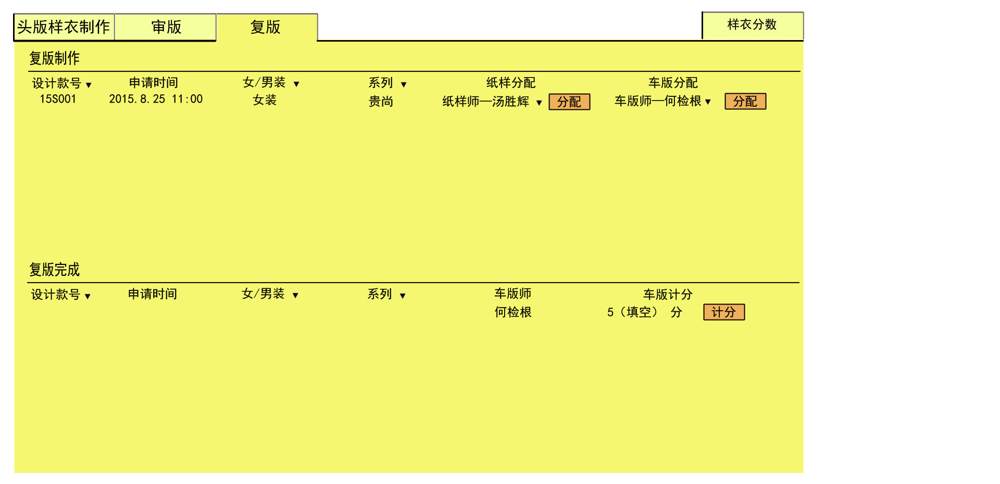 头版样衣制作 审版 复版 样衣分数
复版制作
设计款号▼ 申请时间 女/男装 ▼ 系列 ▼ 纸样分配 车版分配
15S001 2015.8.25 11:00 女装 贵尚 纸样师—汤胜辉 ▼ 分配 车版师—何检根▼ 分配
复版完成
设计款号▼ 申请时间 女/男装 ▼ 系列 ▼ 车版师 车版计分
何检根 5（填空） 分 计分